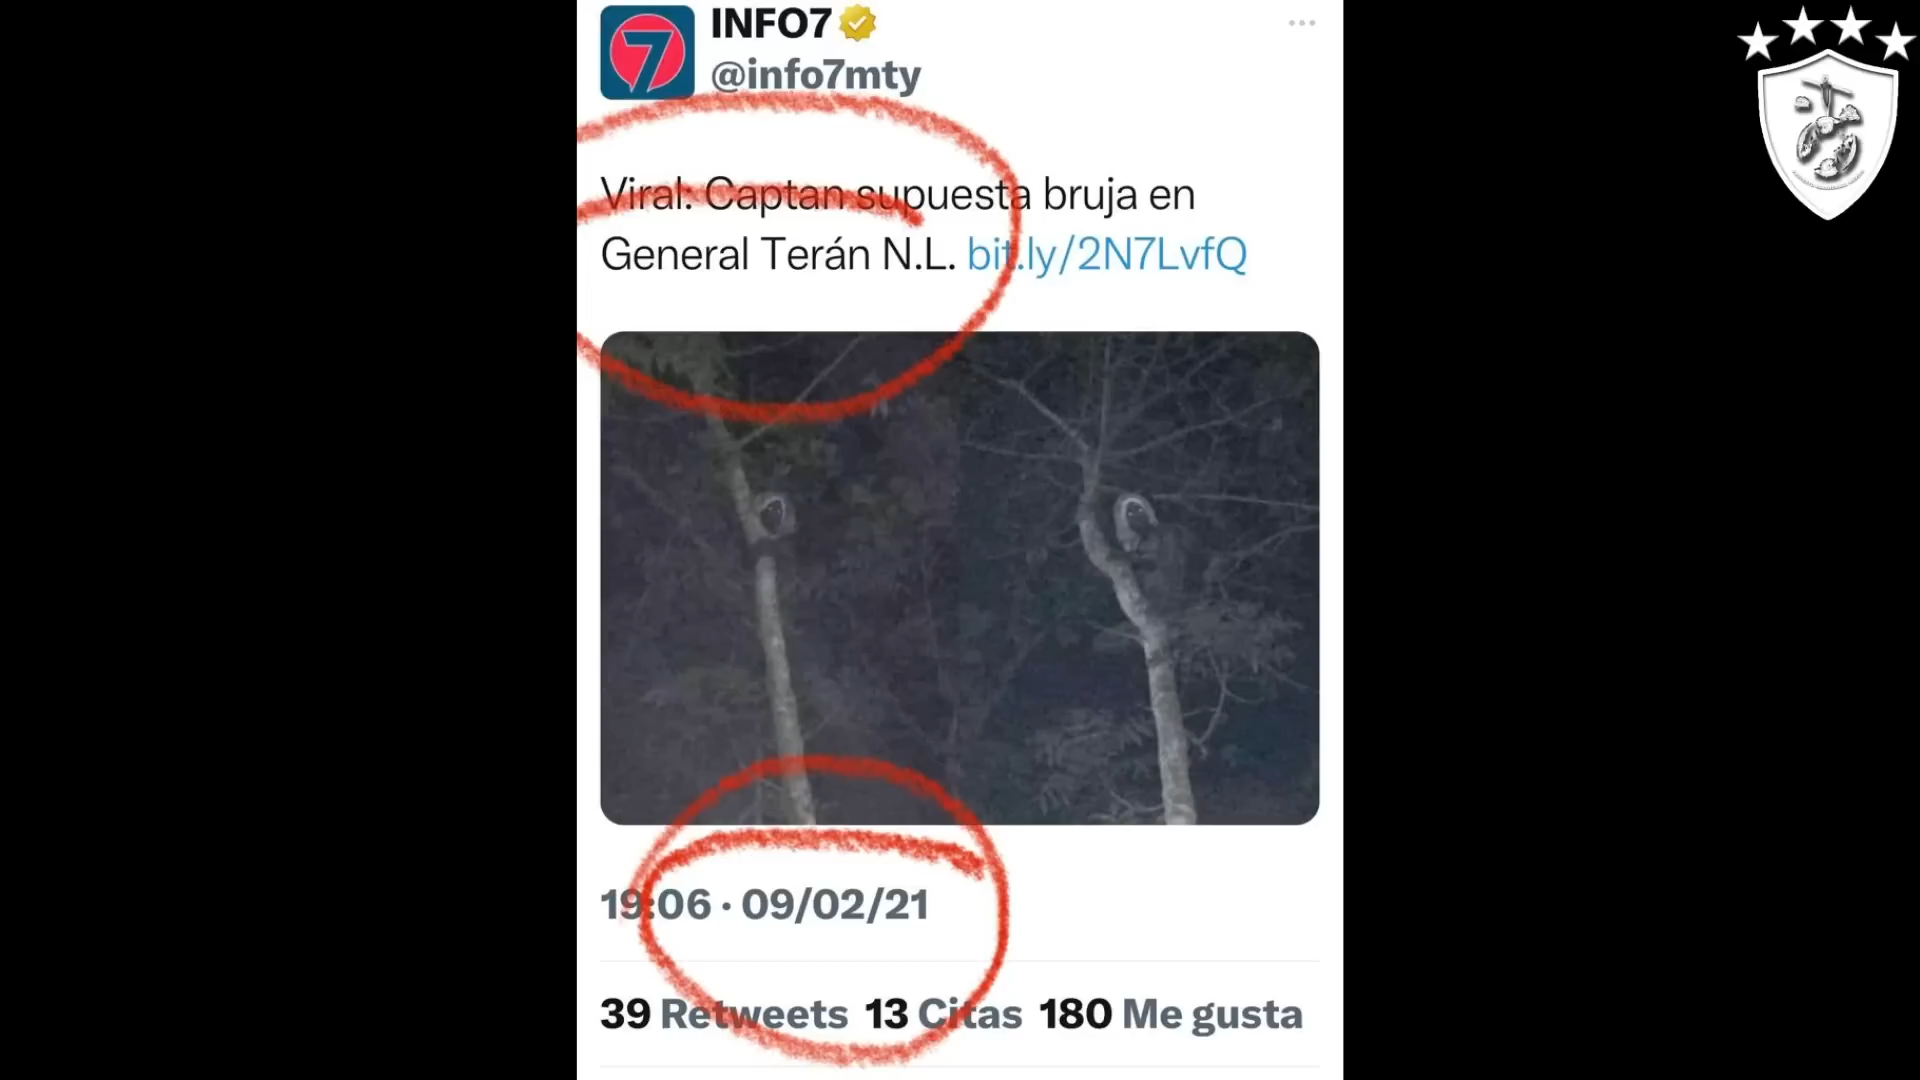 7
INFO7
@info7mty
Viral: Captan supuesta bruja en
General Terán N.L. bit.ly/2N7LvfQ
19:06 · 09/02/21
39 Retweets 13 Citas 180 Me gusta